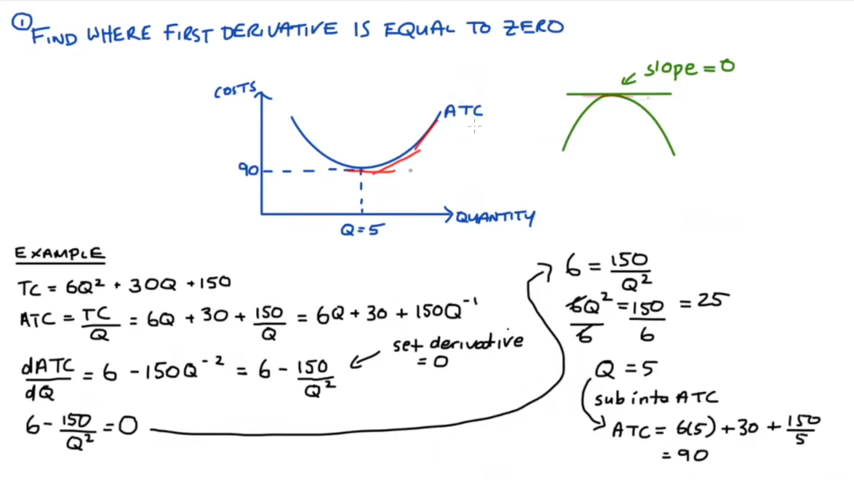 ① FIND WHERE FIRST DERIVATIVE IS EQUAL TO ZERO
COSTS
ATC
90
Q=5
QUANTITY
slope=0
EXAMPLE
TC = 6Q² + 30Q + 150
ATC = TC/Q = 6Q + 30 + 150/Q = 6Q + 30 + 150Q⁻¹
dATC/dQ = 6 - 150Q⁻² = 6 - 150/Q²
set derivative
= 0
6 - 150/Q² = 0
6 = 150/Q²
6Q²/6 = 150/6 = 25
Q = 5
sub into ATC
ATC = 6(5) + 30 + 150/5
= 90